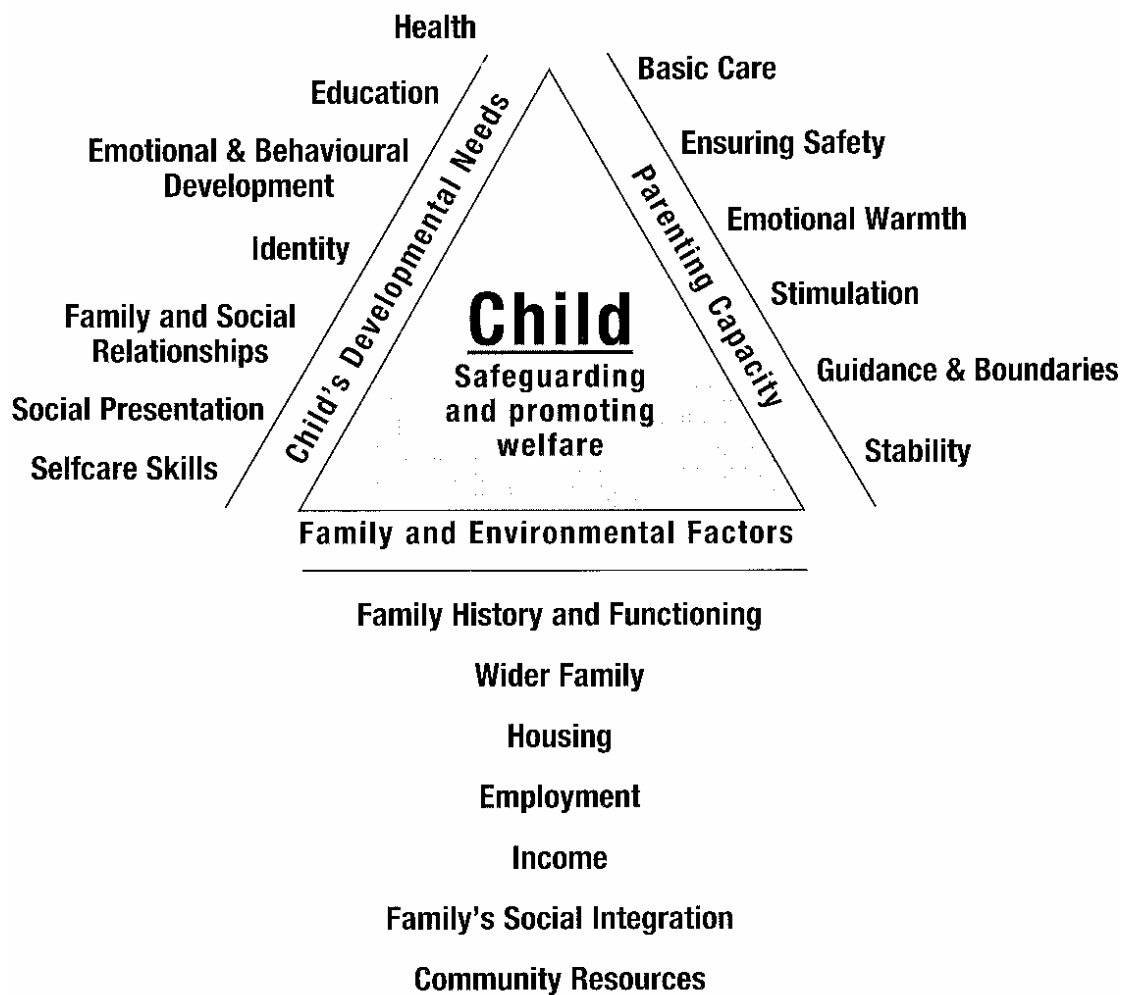 Health
Education
Emotional & Behavioural
Development
Identity
Family and Social
Relationships
Social Presentation
Selfcare Skills
Child's Developmental Needs
Basic Care
Ensuring Safety
Emotional Warmth
Stimulation
Guidance & Boundaries
Stability
Parenting Capacity
Child
Safeguarding
and promoting
welfare
Family and Environmental Factors
Family History and Functioning
Wider Family
Housing
Employment
Income
Family's Social Integration
Community Resources